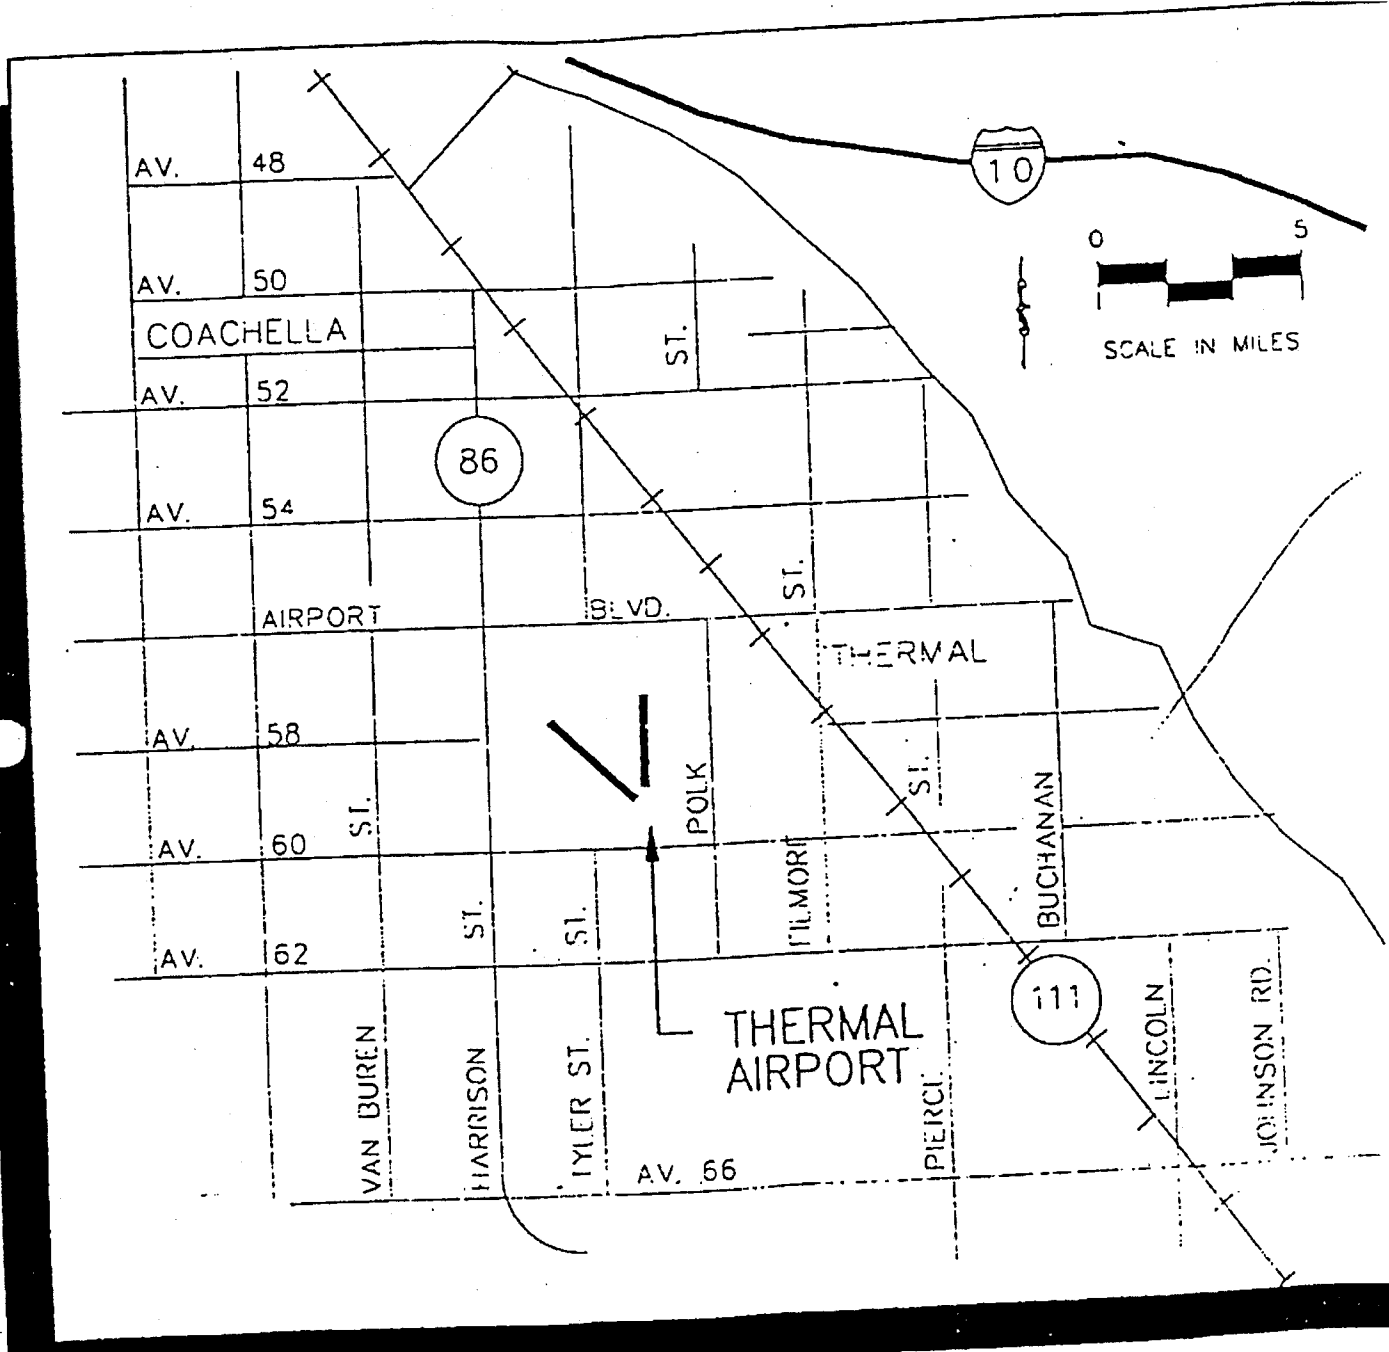 10
AV. 48
0 5
AV. 50
COACHELLA
ST.
SCALE IN MILES
AV. 52
86
AV. 54
ST.
AIRPORT BLVD.
THERMAL
AV. 58
ST.
POLK
ST.
BUCHANAN
AV. 60
FILMORE
ST.
ST.
AV. 62
111
THERMAL
AIRPORT
VAN BUREN
HARRISON
TYLER ST.
PIERCE
LINCOLN
JOHNSON RD.
AV. 66